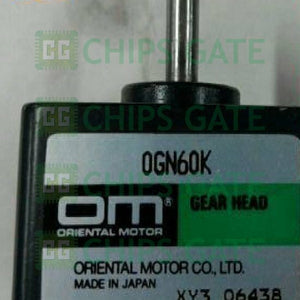 CHIPS GATE
CHIPS GATE
OGN60K
om® GEAR HEAD
ORIENTAL MOTOR
CHIPS GATE
ORIENTAL MOTOR CO., LTD.
MADE IN JAPAN XY3 06438